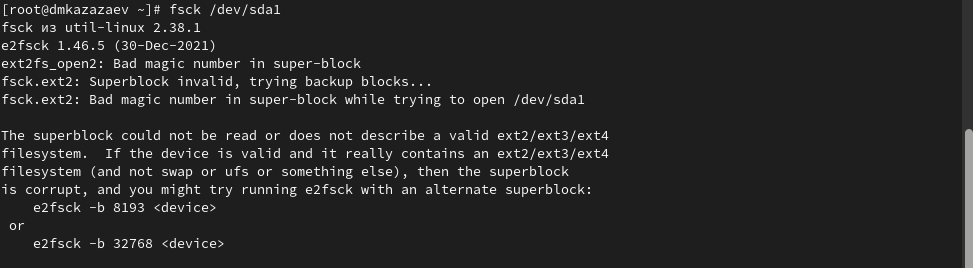 [root@dmkazazaev ~]# fsck /dev/sda1
fsck из util-linux 2.38.1
e2fsck 1.46.5 (30-Dec-2021)
ext2fs_open2: Bad magic number in super-block
fsck.ext2: Superblock invalid, trying backup blocks...
fsck.ext2: Bad magic number in super-block while trying to open /dev/sda1

The superblock could not be read or does not describe a valid ext2/ext3/ext4
filesystem.  If the device is valid and it really contains an ext2/ext3/ext4
filesystem (and not swap or ufs or something else), then the superblock
is corrupt, and you might try running e2fsck with an alternate superblock:
    e2fsck -b 8193 <device>
 or
    e2fsck -b 32768 <device>